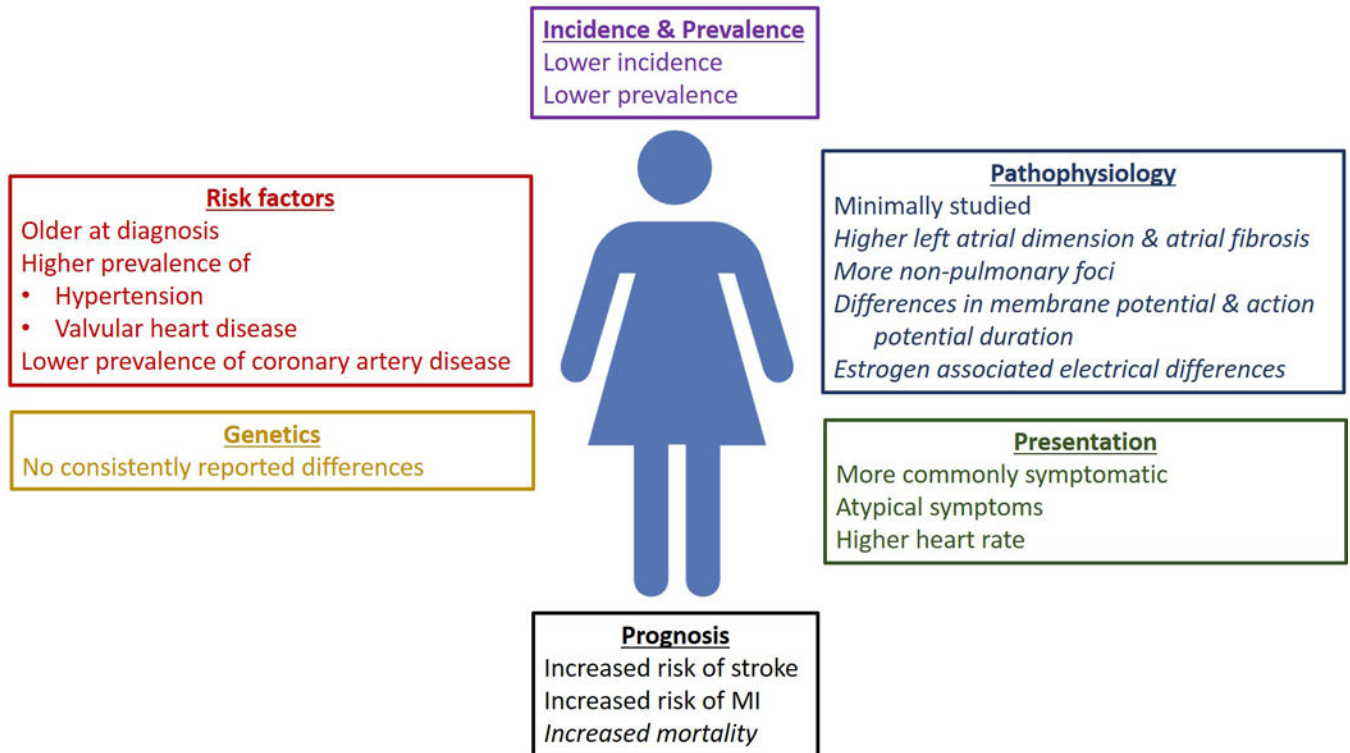 Incidence & Prevalence
Lower incidence
Lower prevalence
Risk factors
Older at diagnosis
Higher prevalence of
• Hypertension
• Valvular heart disease
Lower prevalence of coronary artery disease
Genetics
No consistently reported differences
Pathophysiology
Minimally studied
Higher left atrial dimension & atrial fibrosis
More non-pulmonary foci
Differences in membrane potential & action
potential duration
Estrogen associated electrical differences
Presentation
More commonly symptomatic
Atypical symptoms
Higher heart rate
Prognosis
Increased risk of stroke
Increased risk of MI
Increased mortality